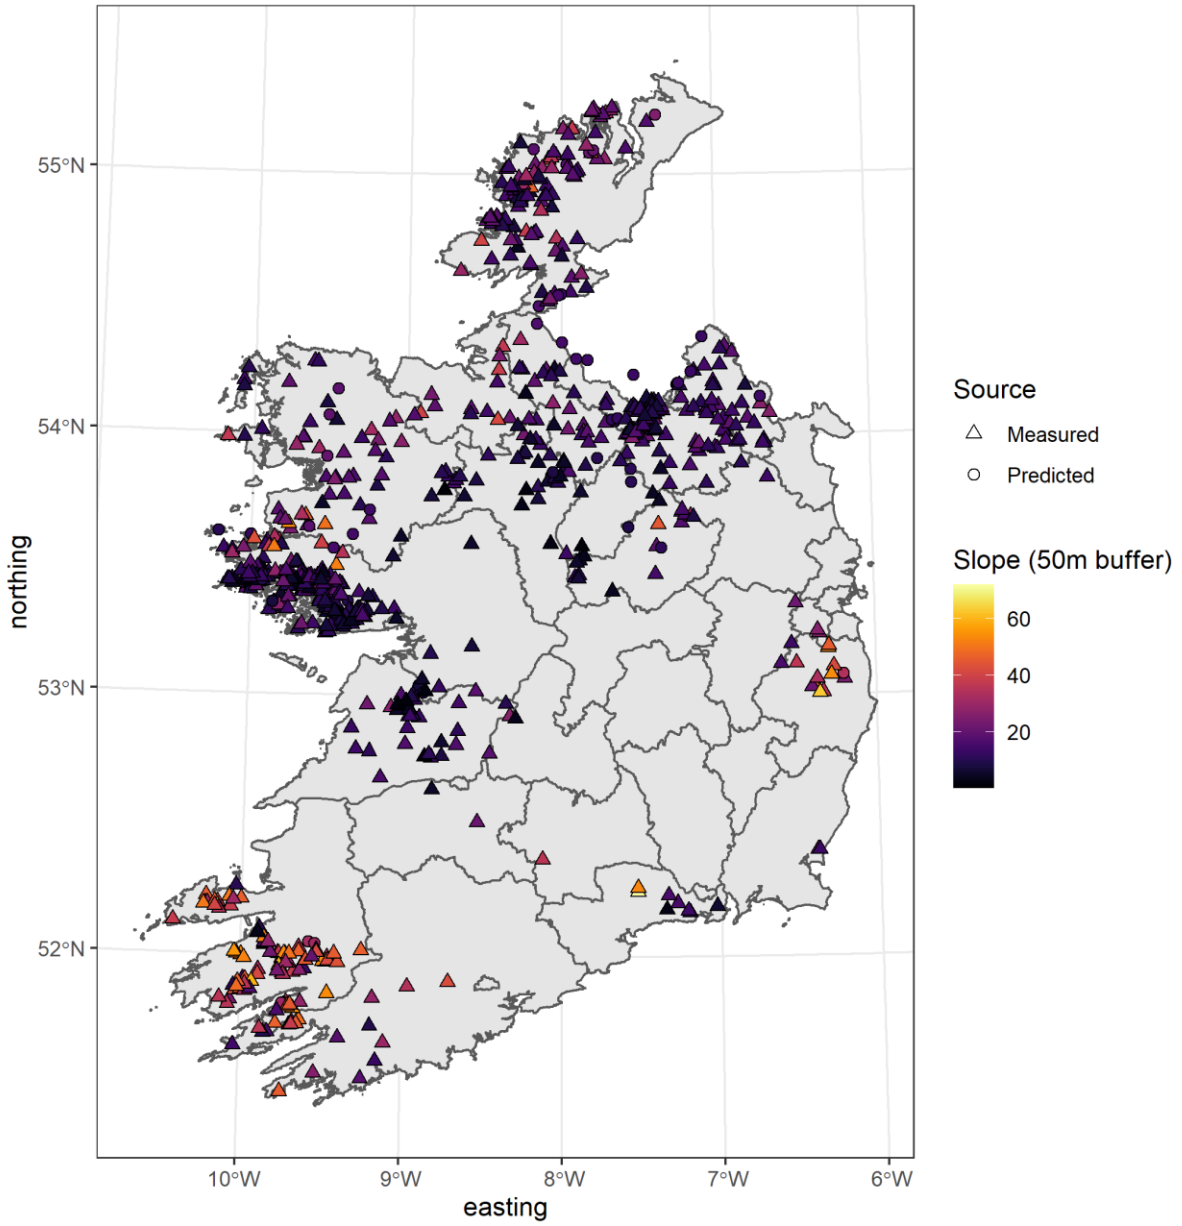 55°N
54°N
53°N
52°N
northing
10°W
9°W
8°W
7°W
6°W
easting
Source
Measured
Predicted
Slope (50m buffer)
60
40
20